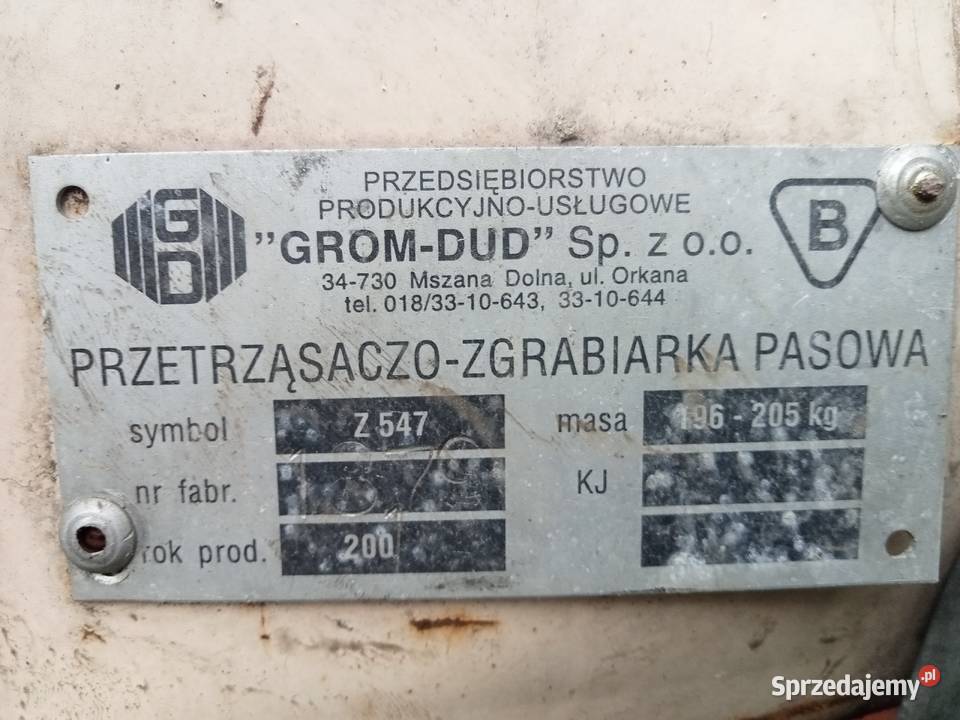 GD
PRZEDSIĘBIORSTWO
PRODUKCYJNO-USŁUGOWE
"GROM-DUD" Sp. z o.o.
34-730 Mszana Dolna, ul. Orkana
tel. 018/33-10-643, 33-10-644
B
PRZETRZĄSACZO-ZGRABIARKA PASOWA
symbol Z 547 masa 196 - 205 kg
nr fabr. KJ
rok prod. 200
Sprzedajemy.pl